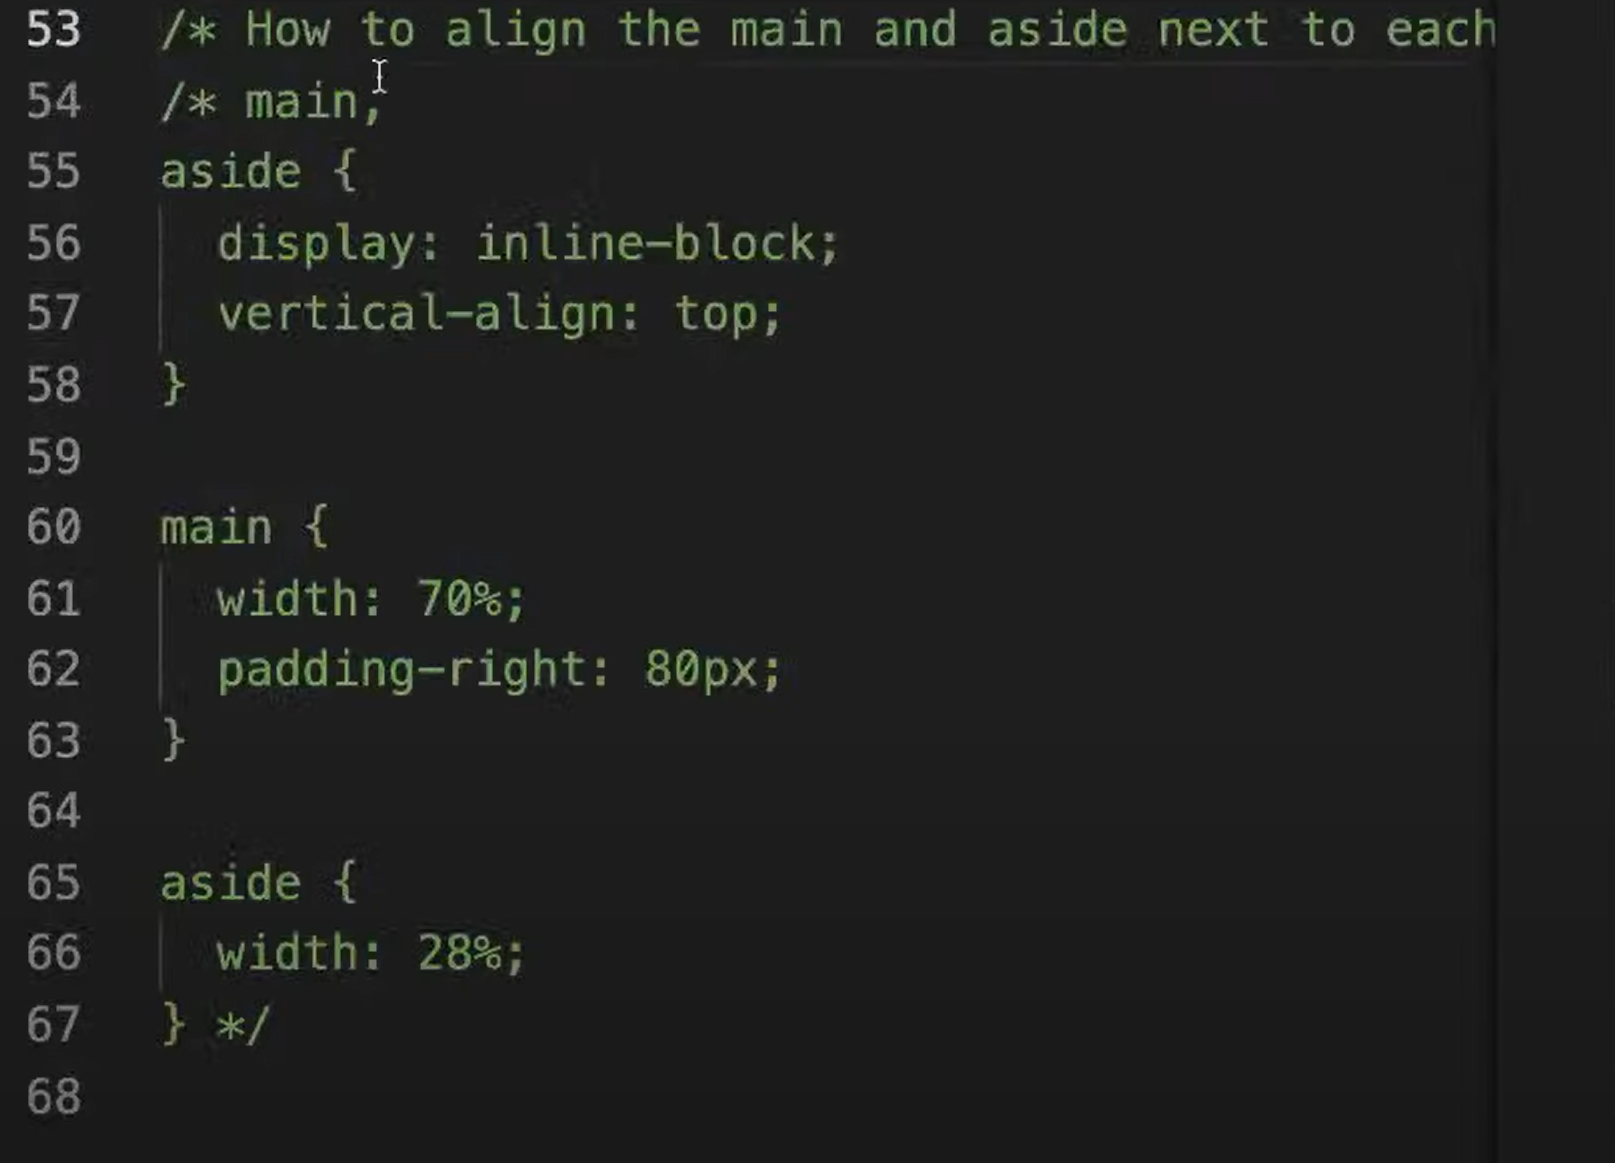 53 /* How to align the main and aside next to each
54 /* main,
55 aside {
56 display: inline-block;
57 vertical-align: top;
58 }
59
60 main {
61 width: 70%;
62 padding-right: 80px;
63 }
64
65 aside {
66 width: 28%;
67 } */
68